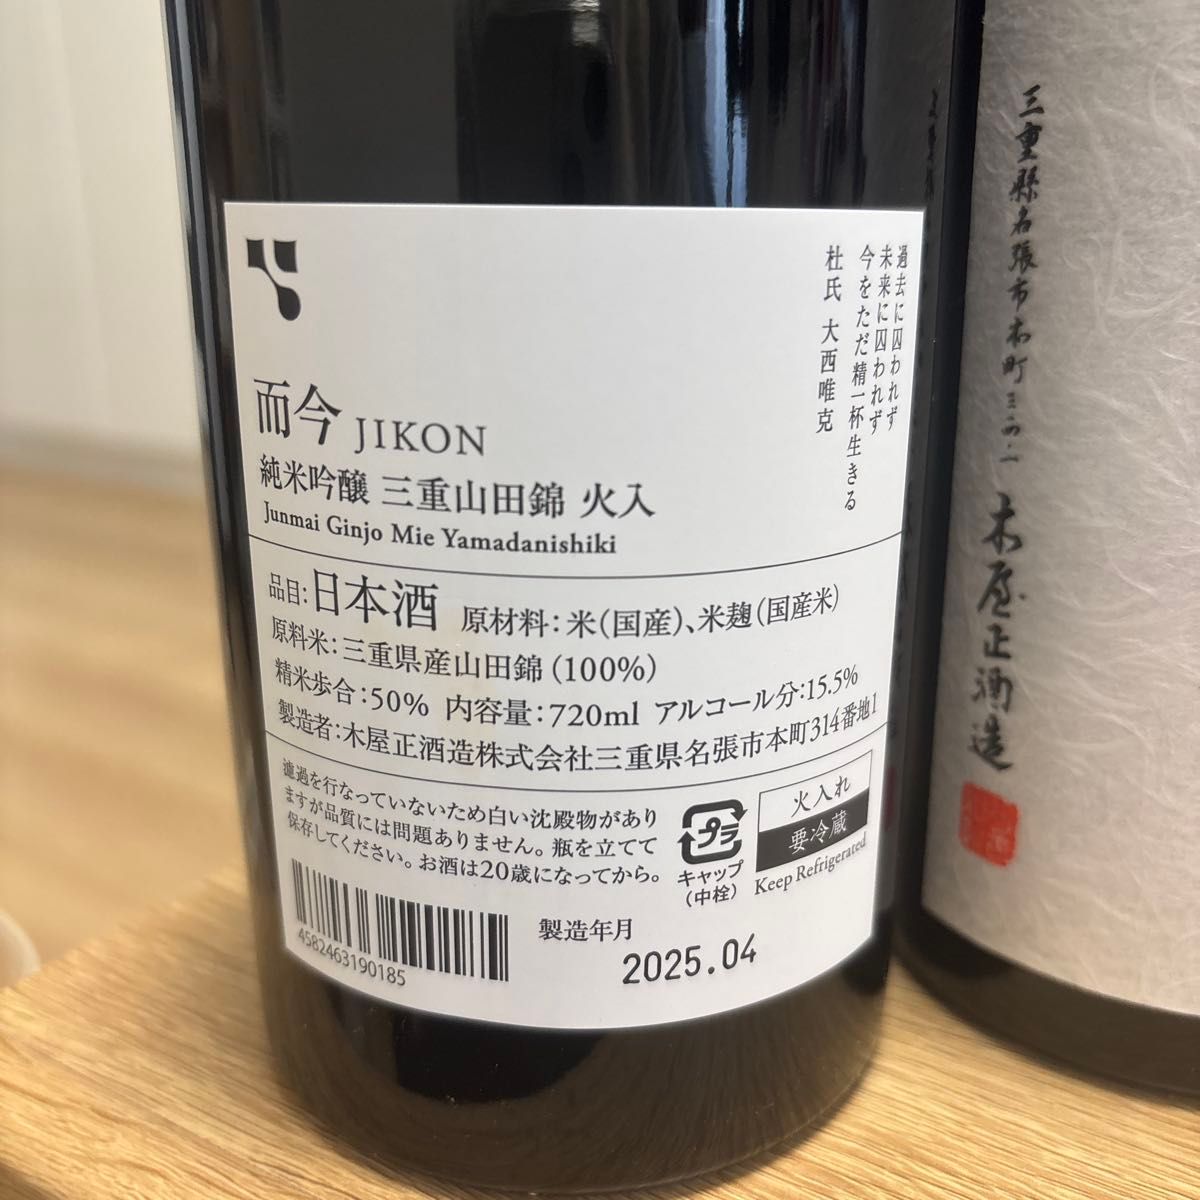 過去に囚われず
未来に囚われず
今をただ精一杯生きる
杜氏 大西唯克
而今 JIKON
純米吟醸 三重山田錦 火入
Junmai Ginjo Mie Yamadanishiki
品目:日本酒 原材料:米(国産)、米麹(国産米)
原料米:三重県産山田錦(100%)
精米歩合:50% 内容量:720ml アルコール分:15.5%
製造者:木屋正酒造株式会社三重県名張市本町314番地1
濾過を行なっていないため白い沈殿物があり
ますが品質には問題ありません。瓶を立てて
保存してください。お酒は20歳になってから。
プラ
キャップ
(中栓)
火入れ
要冷蔵
Keep Refrigerated
4582463190185
製造年月
2025.04
三重縣名張市本町三一四・一
木屋正酒造